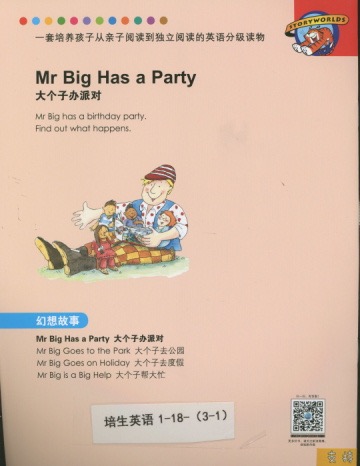 STORYWORLDS
一套培养孩子从亲子阅读到独立阅读的英语分级读物
Mr Big Has a Party
大个子办派对
Mr Big has a birthday party.
Find out what happens.
幻想故事
Mr Big Has a Party 大个子办派对
Mr Big Goes to the Park 大个子去公园
Mr Big Goes on Holiday 大个子去度假
Mr Big is a Big Help 大个子帮大忙
培生英语 1-18-（3-1）